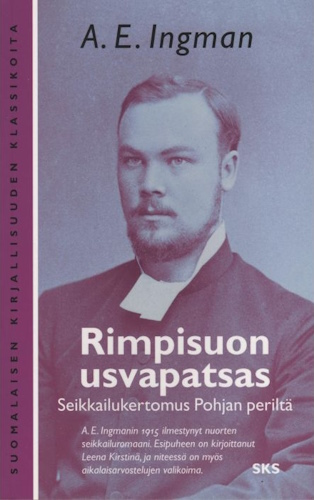 A. E. Ingman
SUOMALAISEN KIRJALLISUUDEN KLASSIKOITA
Rimpisuon
usvapatsas
Seikkailukertomus Pohjan periltä
A. E. Ingmanin 1915 ilmestynyt nuorten
seikkailuromaani. Esipuheen on kirjoittanut
Leena Kirstinä, ja niteessä on myös
aikalaisarvostelujen valikoima.
SKS